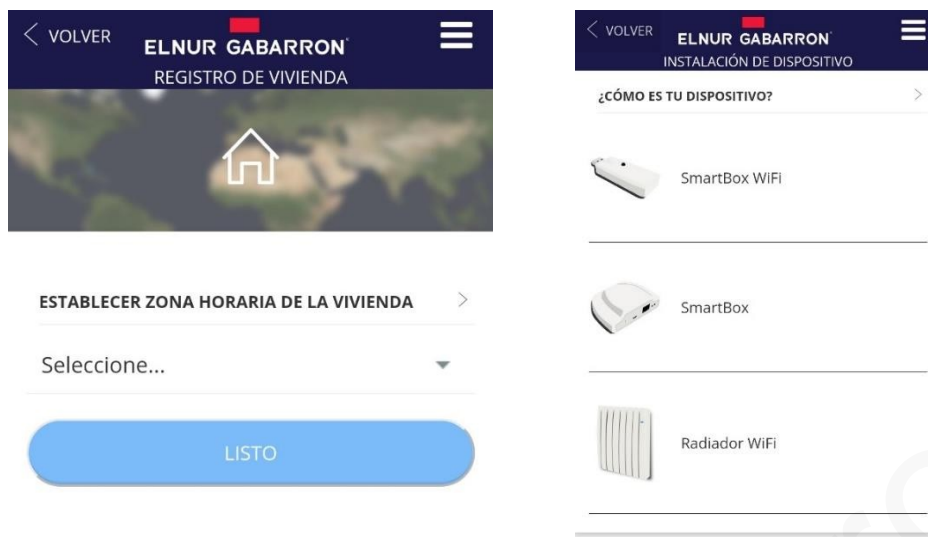 VOLVER
ELNUR GABARRON
REGISTRO DE VIVIENDA
ESTABLECER ZONA HORARIA DE LA VIVIENDA
Seleccione...
LISTO
VOLVER
ELNUR GABARRON
INSTALACIÓN DE DISPOSITIVO
¿CÓMO ES TU DISPOSITIVO?
SmartBox WiFi
SmartBox
Radiador WiFi